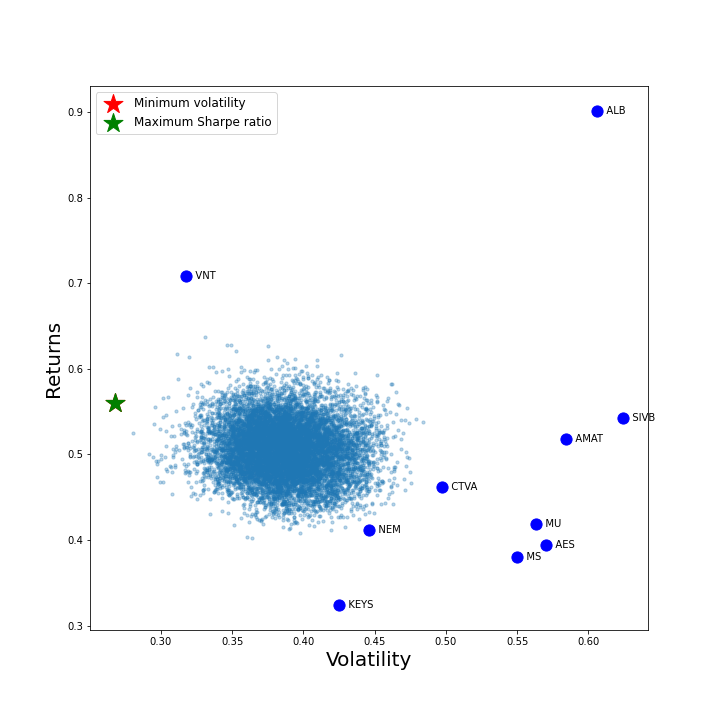 Minimum volatility
Maximum Sharpe ratio
0.9
ALB
0.8
0.7
VNT
Returns
0.6
SIVB
AMAT
0.5
CTVA
MU
NEM
0.4
AES
MS
KEYS
0.3
0.30 0.35 0.40 0.45 0.50 0.55 0.60
Volatility